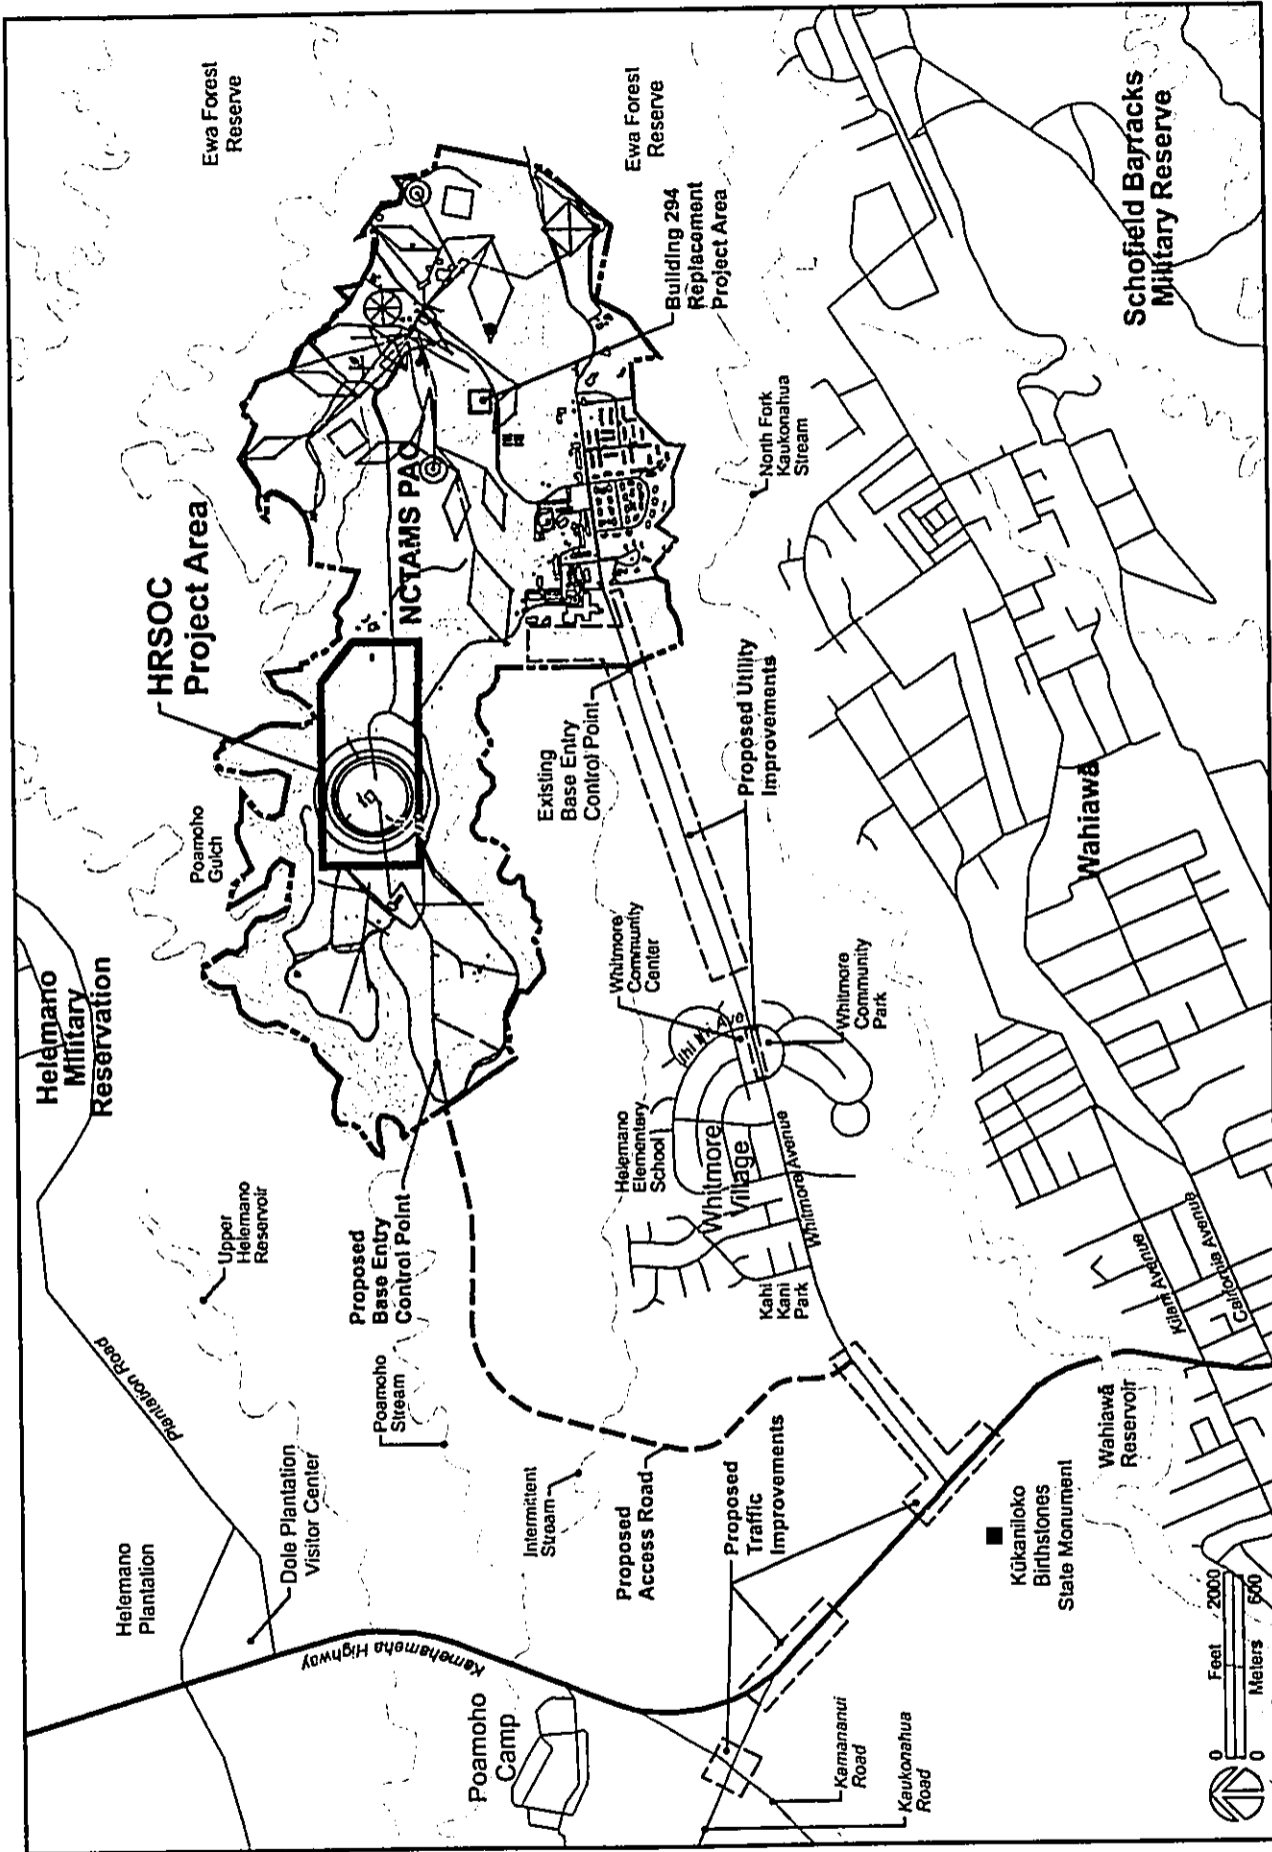 Helemano
Plantation
Dole Plantation
Visitor Center
Plantation Road
Upper
Helemano
Reservoir
Helemano
Military
Reservation
Poamoho
Gulch
HRSOC
Project Area
Ewa Forest
Reserve
Kamehameha Highway
Poamoho
Stream
Proposed
Base Entry
Control Point
NCTAMS PAC
Poamoho
Camp
Intermittent
Stream
Proposed
Access Road
Helemano
Elementary
School
Whitmore
Community
Center
Existing
Base Entry
Control Point
Ewa Forest
Reserve
Building 294
Replacement
Project Area
Proposed
Traffic
Improvements
Whitmore
Village
Uhi Uhi Ave
Kahi
Kani
Park
Whitmore Avenue
Whitmore
Community
Park
Proposed Utility
Improvements
North Fork
Kaukonahua
Stream
Kamananui
Road
Kaukonahua
Road
Kūkaniloko
Birthstones
State Monument
Wahiawā
Reservoir
Kilani Avenue
California Avenue
Wahiawā
Schofield Barracks
Military Reserve
0 Feet 2000
0 Meters 600